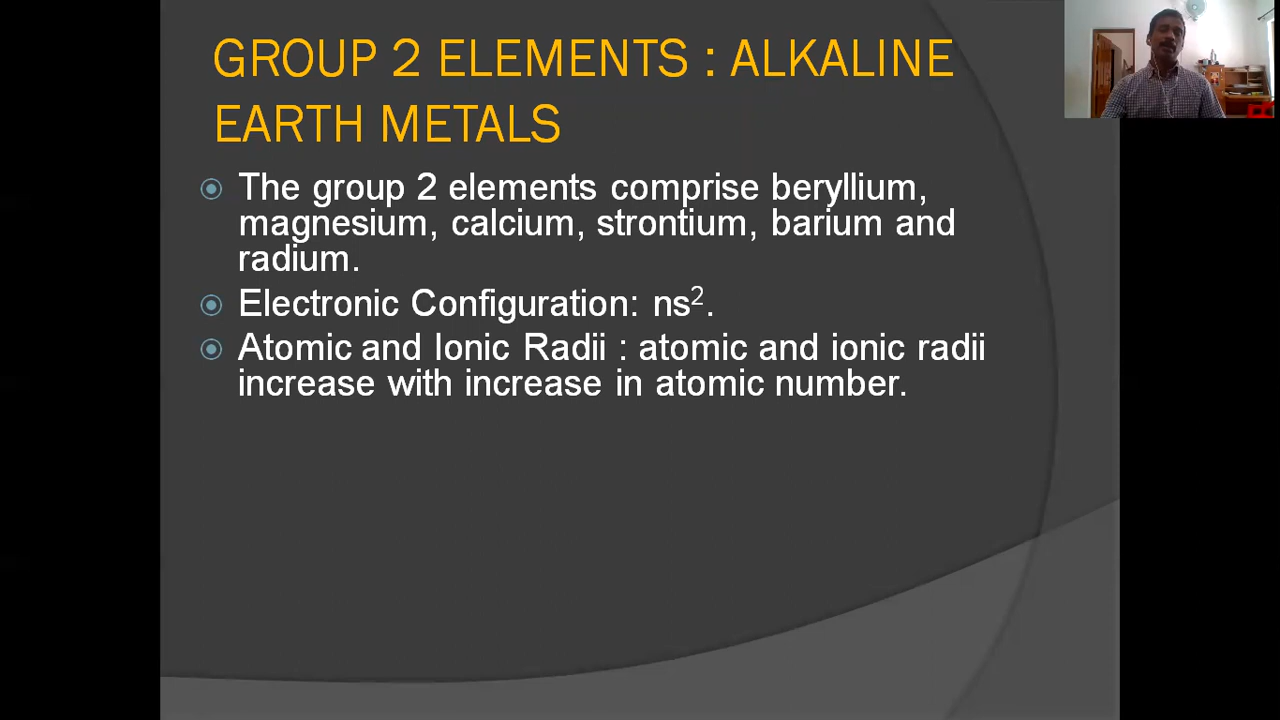 GROUP 2 ELEMENTS : ALKALINE
EARTH METALS
The group 2 elements comprise beryllium,
magnesium, calcium, strontium, barium and
radium.
Electronic Configuration: ns².
Atomic and Ionic Radii : atomic and ionic radii
increase with increase in atomic number.